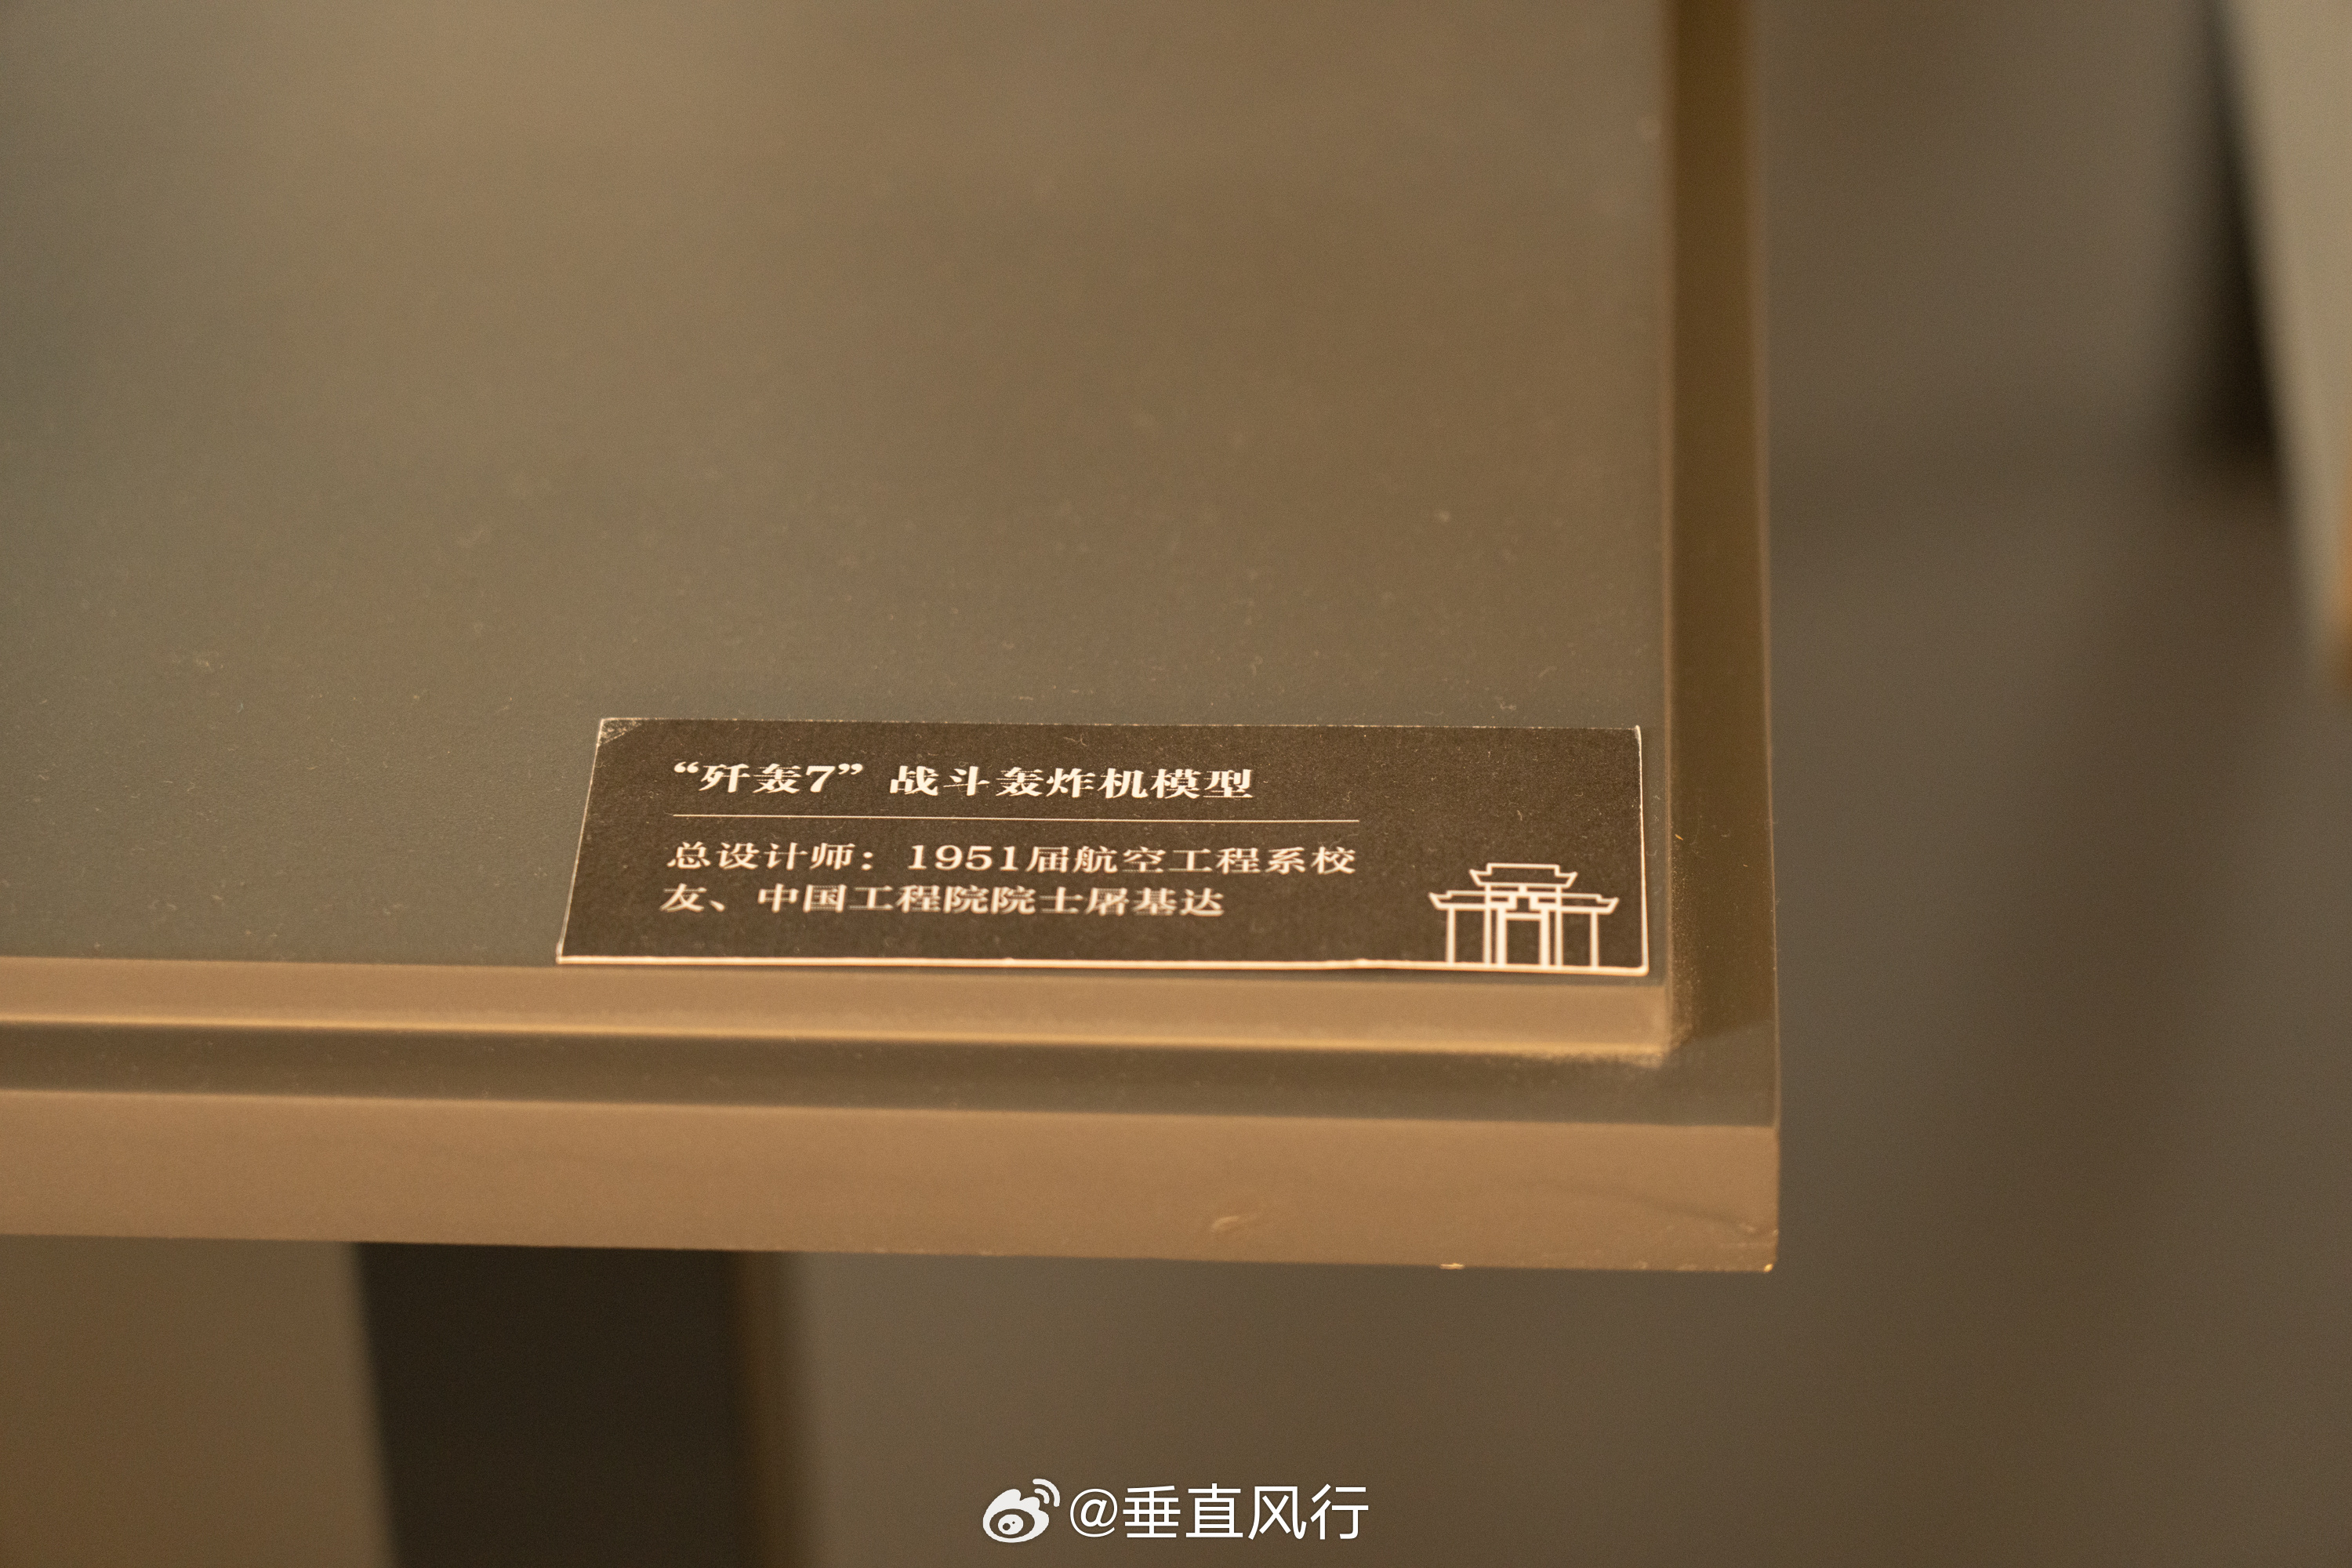 “歼轰7”战斗轰炸机模型
总设计师：1951届航空工程系校
友、中国工程院院士屠基达
@垂直风行